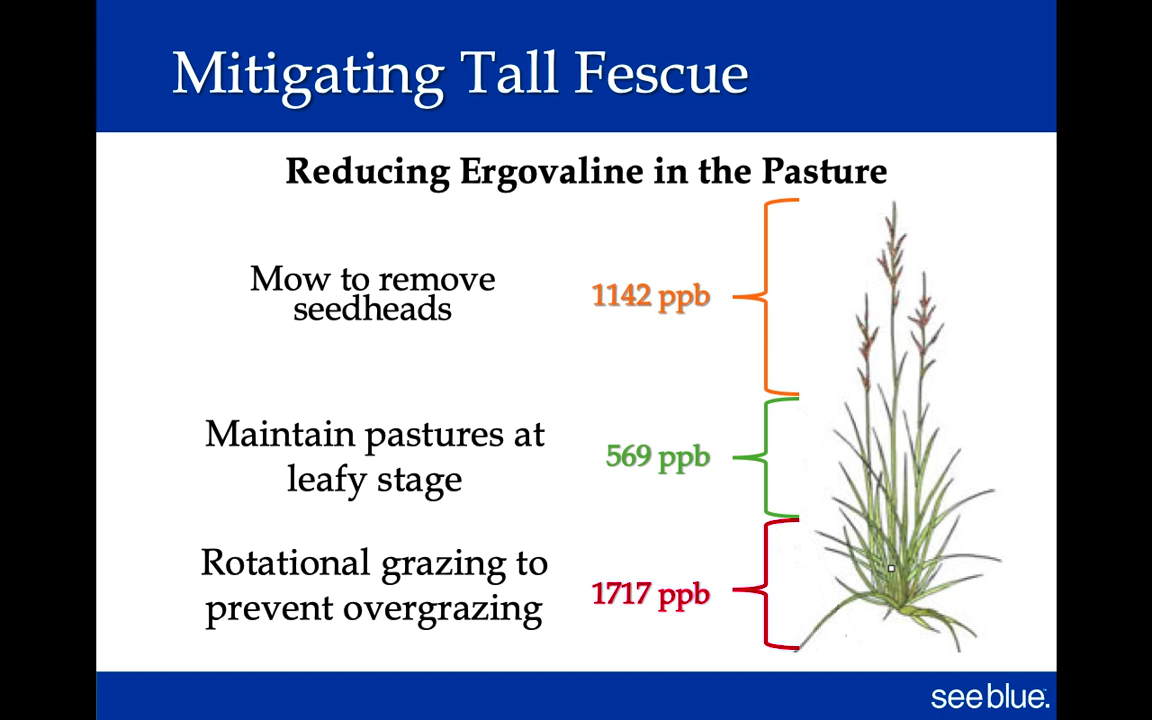 Mitigating Tall Fescue
Reducing Ergovaline in the Pasture
Mow to remove
seedheads
1142 ppb
Maintain pastures at
leafy stage
569 ppb
Rotational grazing to
prevent overgrazing
1717 ppb
seeblue.